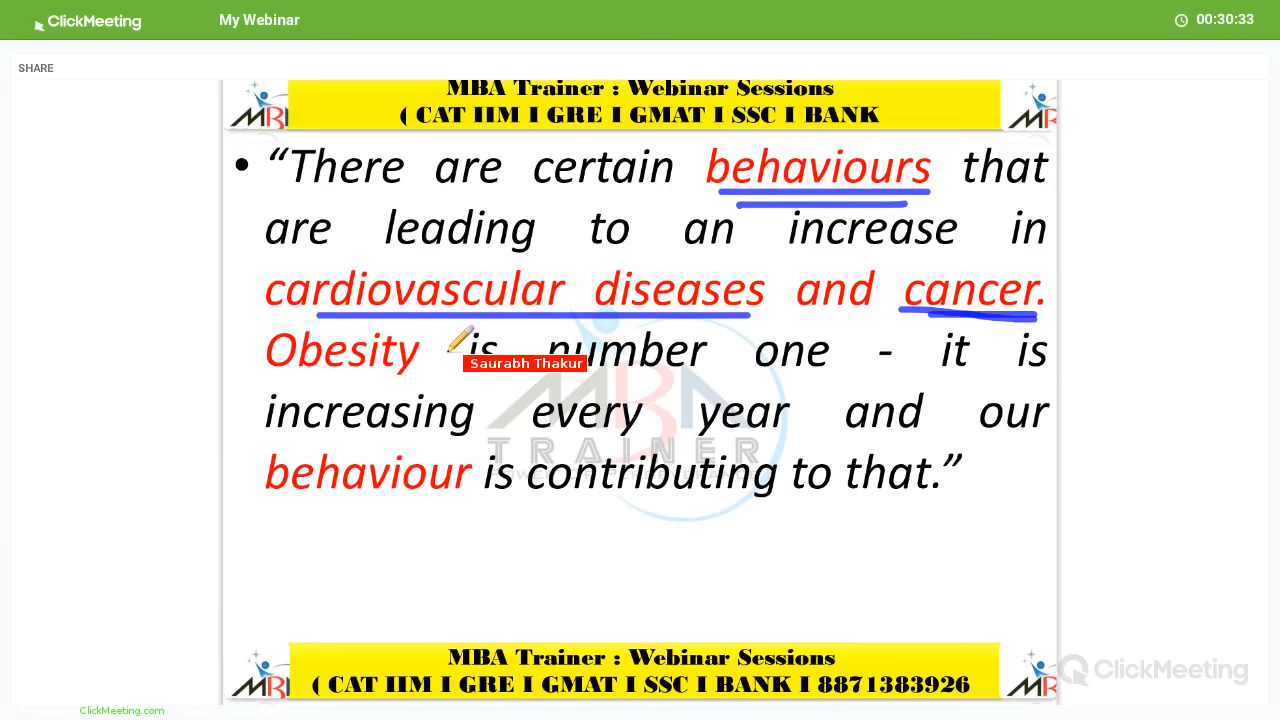 ClickMeeting
My Webinar
00:30:33
SHARE
MBA Trainer : Webinar Sessions
( CAT IIM I GRE I GMAT I SSC I BANK
• “There are certain behaviours that
are leading to an increase in
cardiovascular diseases and cancer.
Obesity is number one - it is
Saurabh Thakur
increasing every year and our
TRAINER
behaviour is contributing to that.”
MBA Trainer : Webinar Sessions
( CAT IIM I GRE I GMAT I SSC I BANK I 8871383926
ClickMeeting
ClickMeeting.com